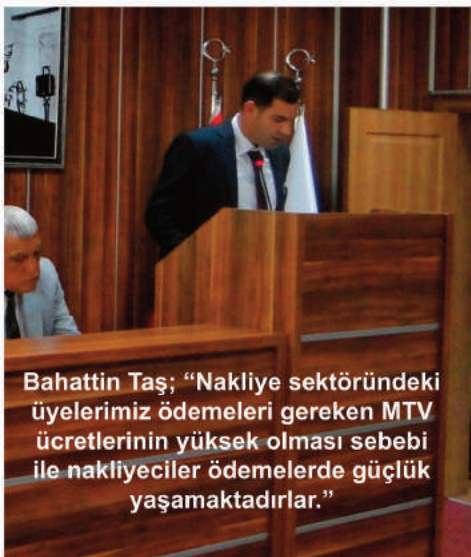 Bahattin Taş; “Nakliye sektöründeki
üyelerimiz ödemeleri gereken MTV
ücretlerinin yüksek olması sebebi
ile nakliyeciler ödemelerde güçlük
yaşamaktadırlar.”